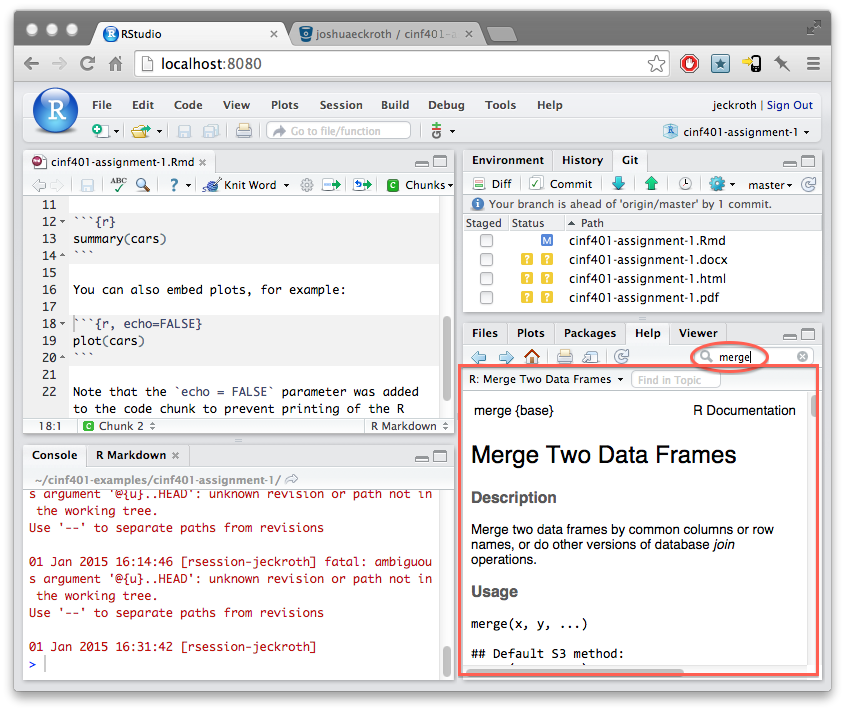 RStudio
joshuaeckroth / cinf401-a
localhost:8080
R
File Edit Code View Plots Session Build Debug Tools Help
jeckroth | Sign Out
Go to file/function
cinf401-assignment-1
cinf401-assignment-1.Rmd
ABC
Knit Word
Chunks
11
12 ```{r}
13 summary(cars)
14 ```
15
16 You can also embed plots, for example:
17
18 ```{r, echo=FALSE}
19 plot(cars)
20 ```
21
22 Note that the `echo = FALSE` parameter was added
to the code chunk to prevent printing of the R
18:1 C Chunk 2 R Markdown
Console R Markdown
~/cinf401-examples/cinf401-assignment-1/
s argument '@{u}..HEAD': unknown revision or path not in
the working tree.
Use '--' to separate paths from revisions
01 Jan 2015 16:14:46 [rsession-jeckroth] fatal: ambiguou
s argument '@{u}..HEAD': unknown revision or path not in
the working tree.
Use '--' to separate paths from revisions
01 Jan 2015 16:31:42 [rsession-jeckroth]
>
Environment History Git
Diff Commit master
Your branch is ahead of 'origin/master' by 1 commit.
Staged Status Path
M cinf401-assignment-1.Rmd
? ? cinf401-assignment-1.docx
? ? cinf401-assignment-1.html
? ? cinf401-assignment-1.pdf
Files Plots Packages Help Viewer
merge
R: Merge Two Data Frames Find in Topic
merge {base} R Documentation
Merge Two Data Frames
Description
Merge two data frames by common columns or row
names, or do other versions of database join
operations.
Usage
merge(x, y, ...)
## Default S3 method: